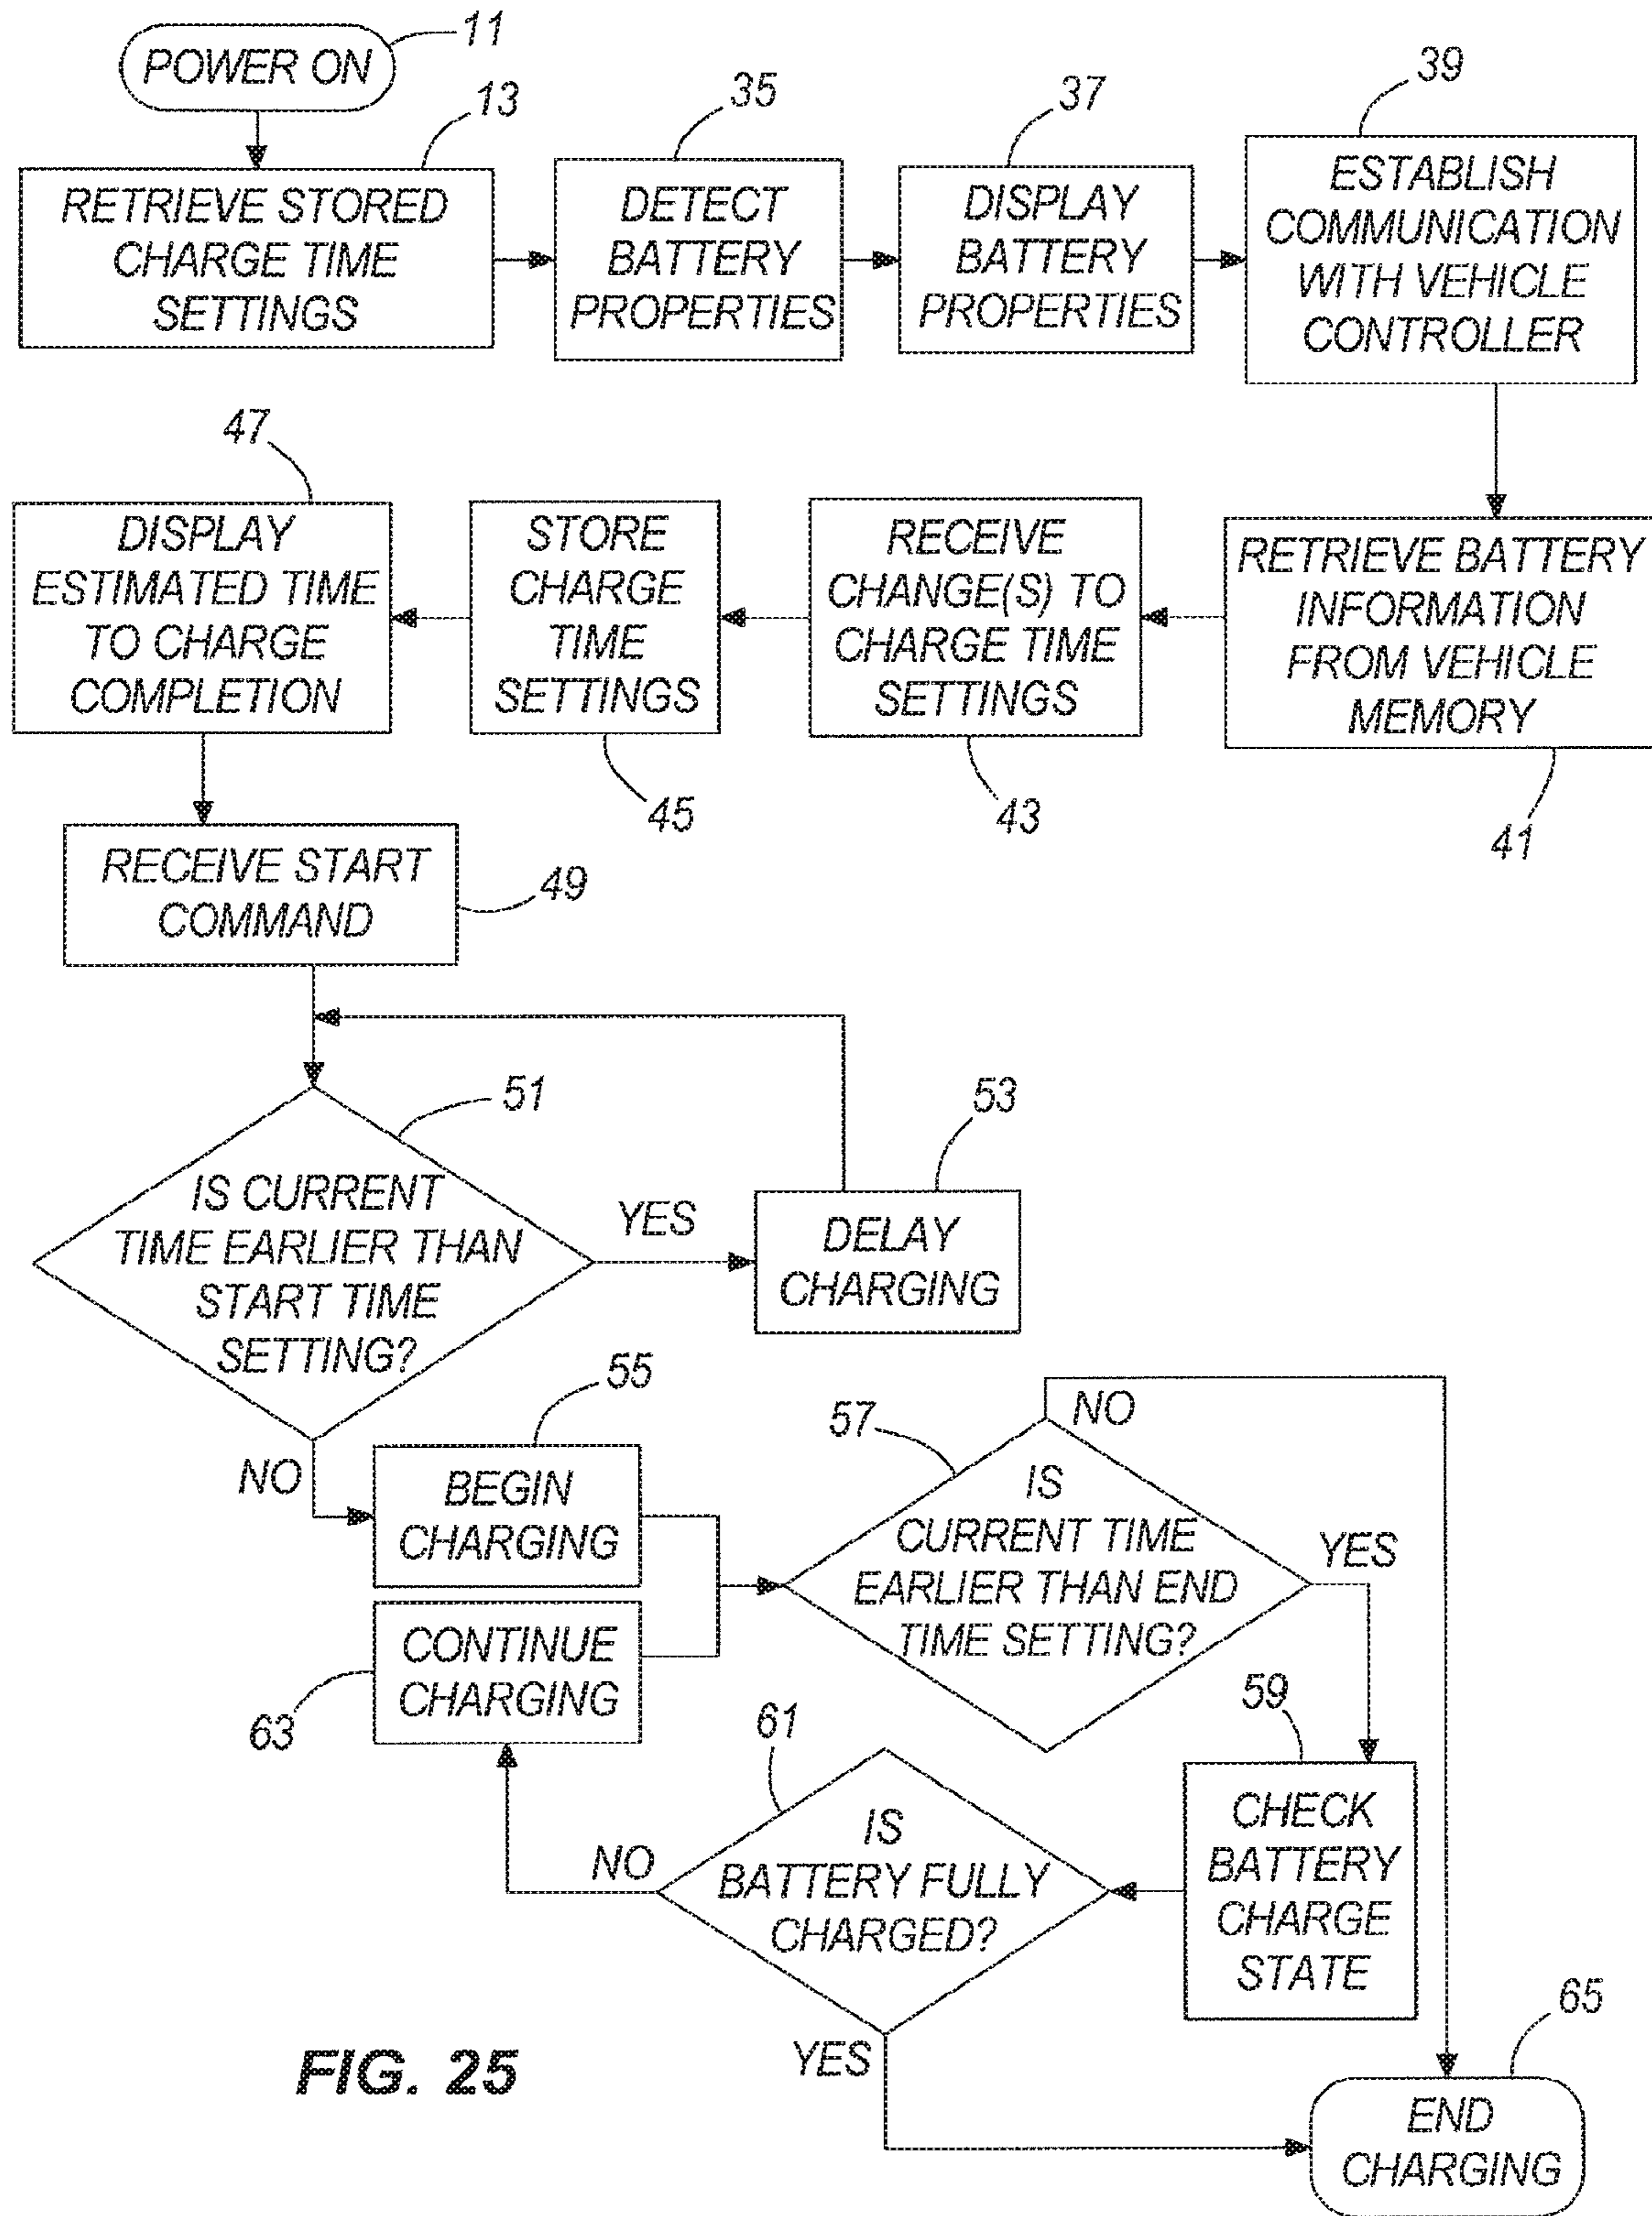 11
POWER ON
13
RETRIEVE STORED
CHARGE TIME
SETTINGS
35
DETECT
BATTERY
PROPERTIES
37
DISPLAY
BATTERY
PROPERTIES
39
ESTABLISH
COMMUNICATION
WITH VEHICLE
CONTROLLER
RETRIEVE BATTERY
INFORMATION
FROM VEHICLE
MEMORY
41
RECEIVE
CHANGE(S) TO
CHARGE TIME
SETTINGS
43
STORE
CHARGE
TIME
SETTINGS
45
47
DISPLAY
ESTIMATED TIME
TO CHARGE
COMPLETION
RECEIVE START
COMMAND
49
51
IS CURRENT
TIME EARLIER THAN
START TIME
SETTING?
YES
53
DELAY
CHARGING
NO
55
BEGIN
CHARGING
CONTINUE
CHARGING
63
57
NO
IS
CURRENT TIME
EARLIER THAN END
TIME SETTING?
YES
59
CHECK
BATTERY
CHARGE
STATE
61
IS
BATTERY FULLY
CHARGED?
NO
YES
65
END
CHARGING
FIG. 25